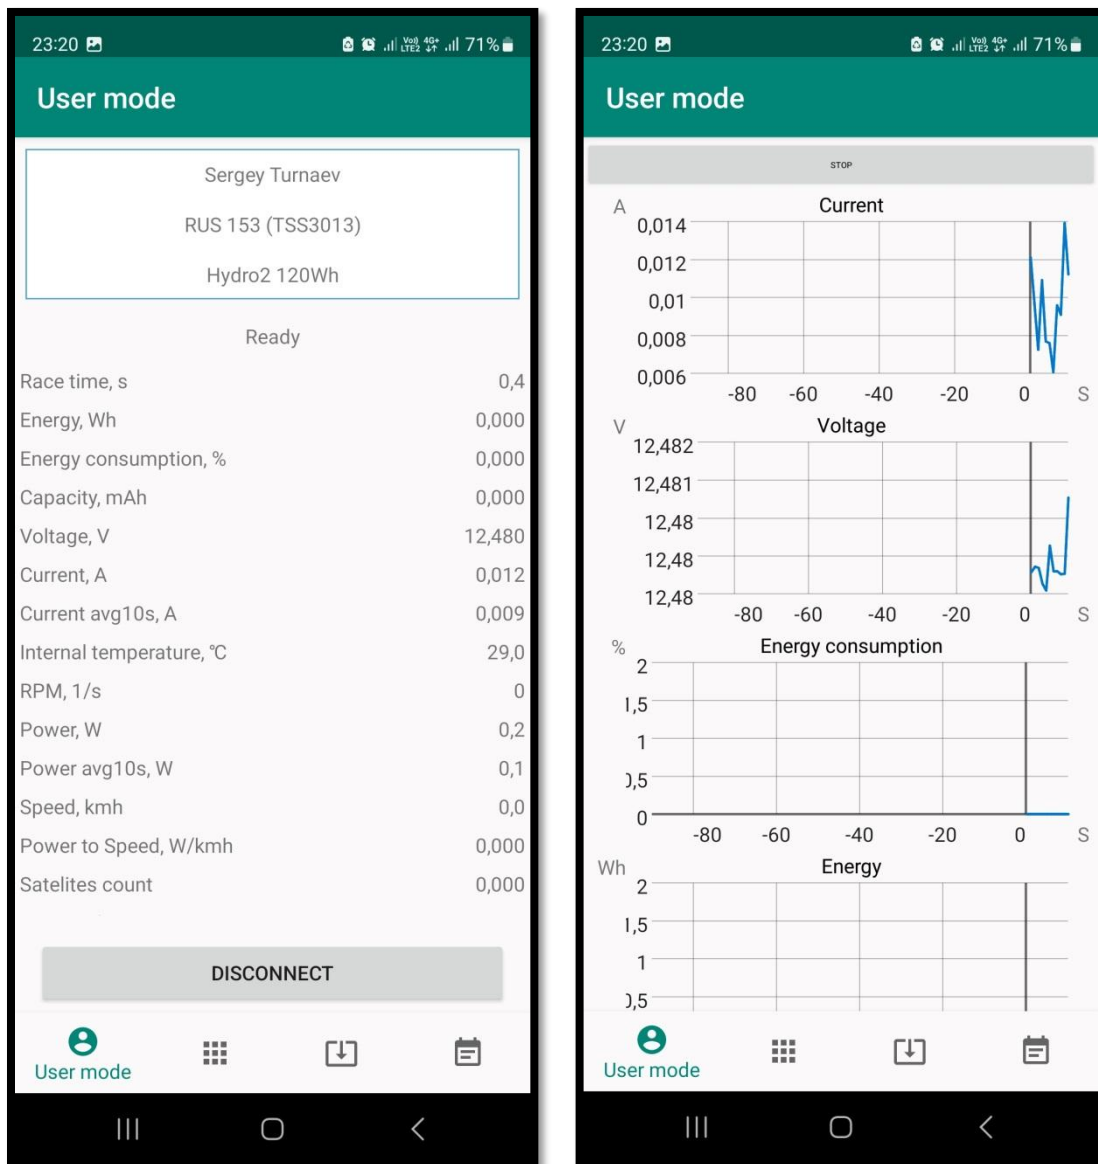 23:20 Vo)) LTE2 4G+ 71%
User mode
Sergey Turnaev
RUS 153 (TSS3013)
Hydro2 120Wh
Ready
Race time, s 0,4
Energy, Wh 0,000
Energy consumption, % 0,000
Capacity, mAh 0,000
Voltage, V 12,480
Current, A 0,012
Current avg10s, A 0,009
Internal temperature, ℃ 29,0
RPM, 1/s 0
Power, W 0,2
Power avg10s, W 0,1
Speed, kmh 0,0
Power to Speed, W/kmh 0,000
Satelites count 0,000
DISCONNECT
User mode
23:20 Vo)) LTE2 4G+ 71%
User mode
STOP
A Current
0,014
0,012
0,01
0,008
0,006
-80 -60 -40 -20 0 S
V Voltage
12,482
12,481
12,48
12,48
12,48
-80 -60 -40 -20 0 S
% Energy consumption
2
1,5
1
0,5
0
-80 -60 -40 -20 0 S
Wh Energy
2
1,5
1
0,5
User mode